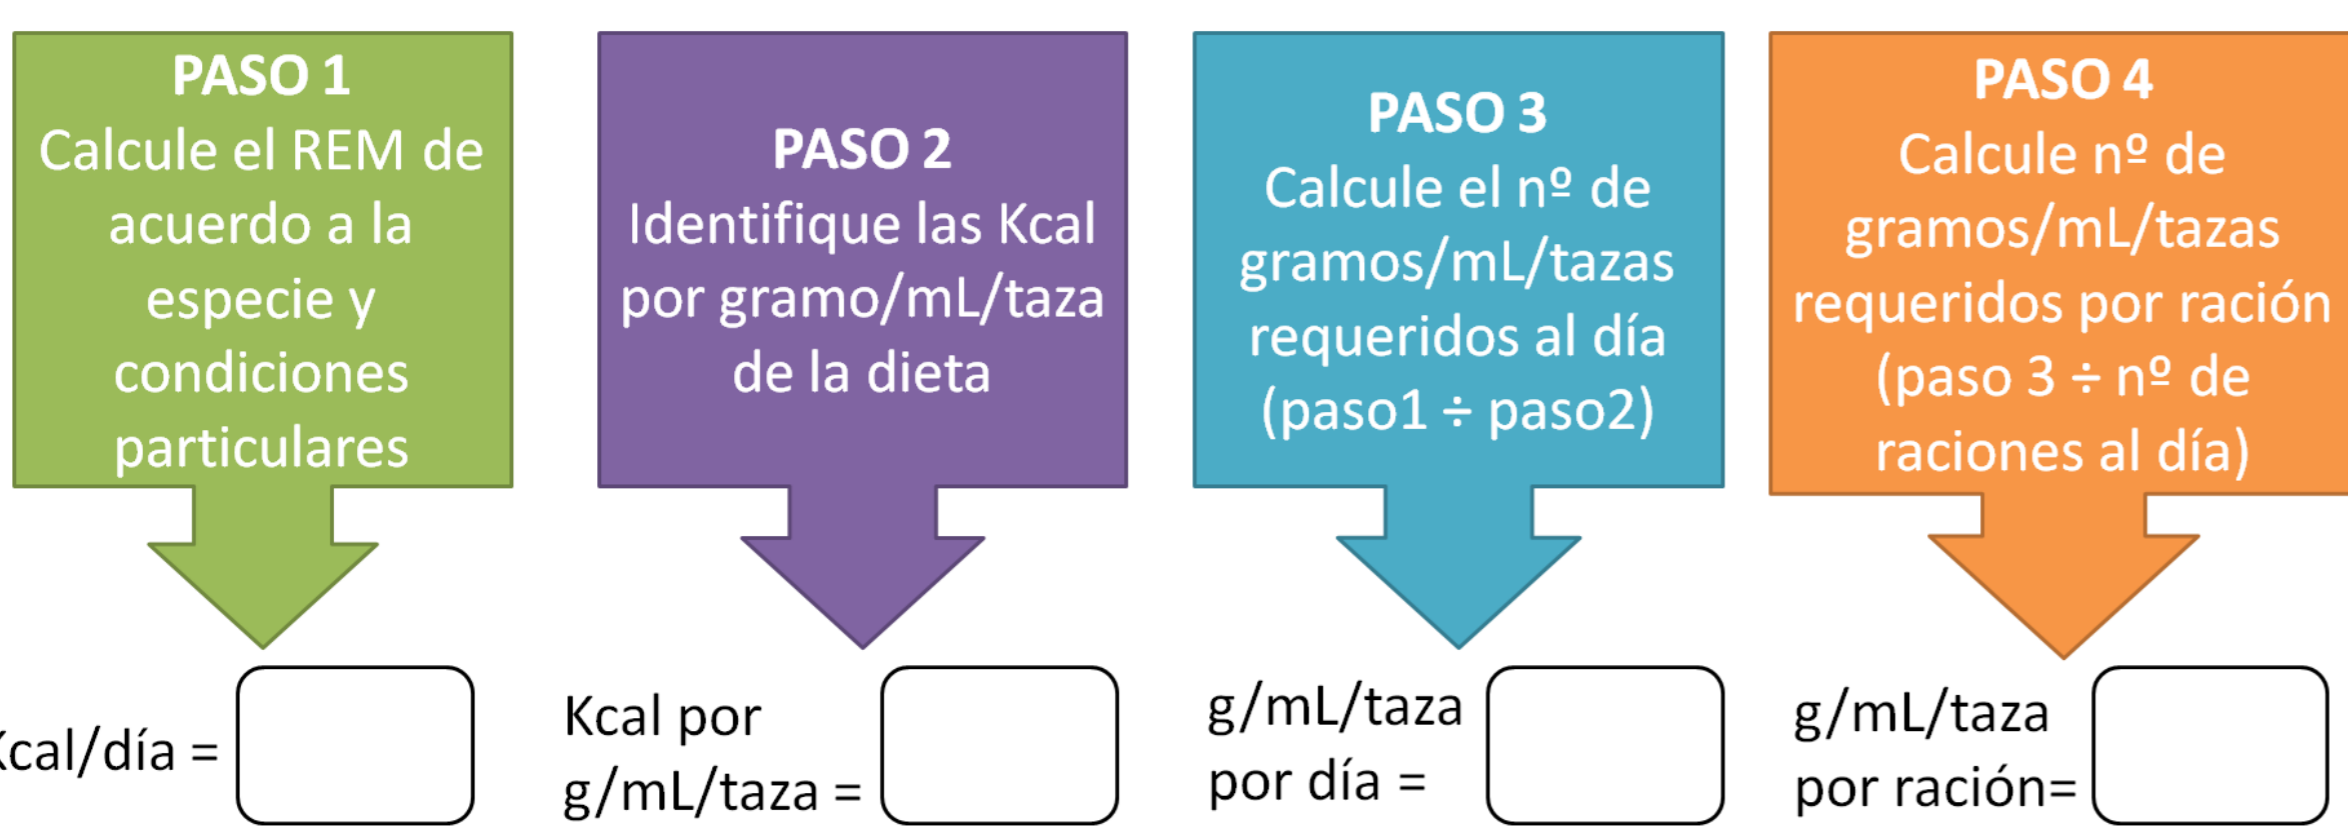 PASO 1
Calcule el REM de
acuerdo a la
especie y
condiciones
particulares
PASO 2
Identifique las Kcal
por gramo/mL/taza
de la dieta
PASO 3
Calcule el nº de
gramos/mL/tazas
requeridos al día
(paso1 ÷ paso2)
PASO 4
Calcule nº de
gramos/mL/tazas
requeridos por ración
(paso 3 ÷ nº de
raciones al día)
Kcal/día =
Kcal por
g/mL/taza =
g/mL/taza
por día =
g/mL/taza
por ración=